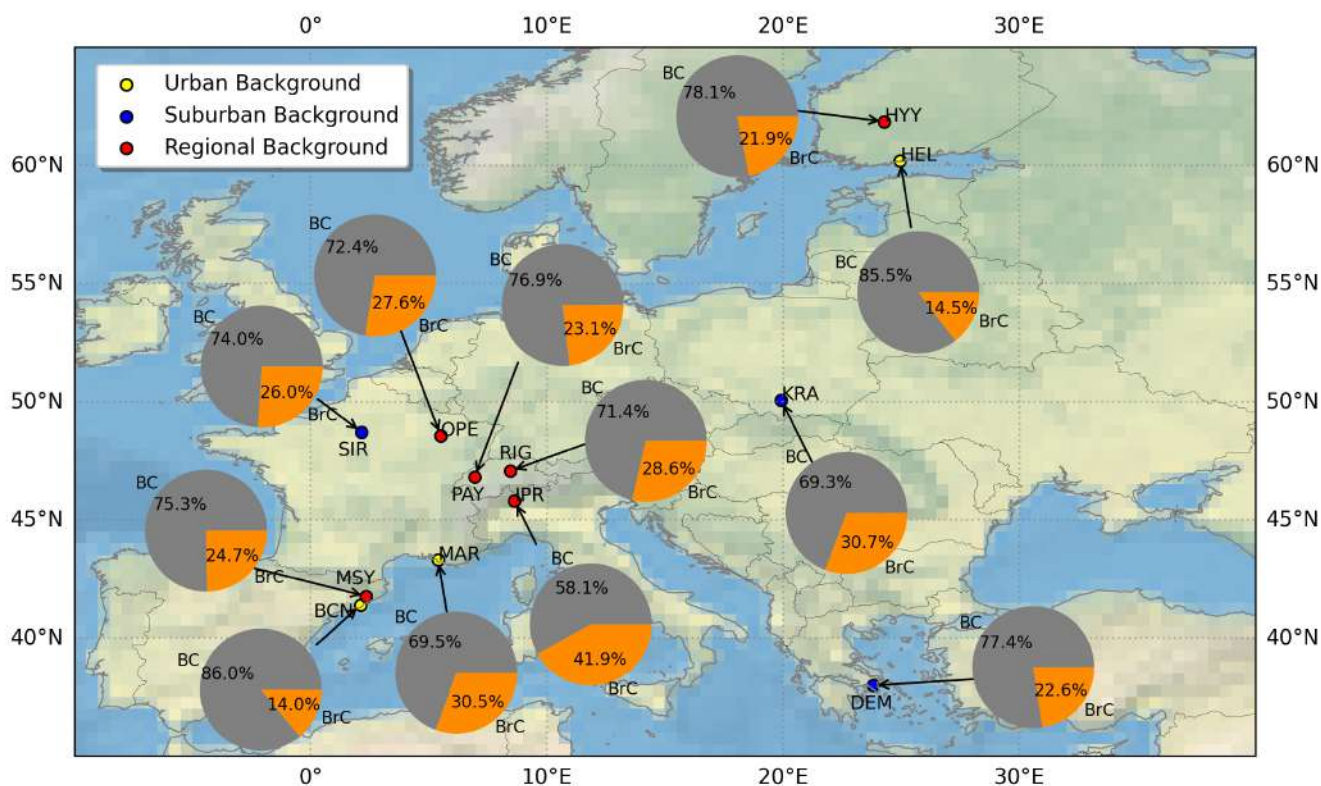 0° 10°E 20°E 30°E
Urban Background
Suburban Background
Regional Background
BC
78.1%
21.9%
BrC
HYY
HEL
60°N
60°N
BC
72.4%
27.6%
BrC
BC
76.9%
23.1%
BrC
BC
85.5%
14.5%
BrC
55°N
55°N
BC
74.0%
26.0%
BrC
50°N
50°N
KRA
OPE
SIR
RIG
PAY
IPR
BC
71.4%
28.6%
BrC
BC
69.3%
30.7%
BrC
BC
75.3%
24.7%
BrC
45°N
45°N
MAR
MSY
BCN
BC
58.1%
41.9%
BrC
40°N
40°N
BC
86.0%
14.0%
BrC
BC
69.5%
30.5%
BrC
DEM
BC
77.4%
22.6%
BrC
0° 10°E 20°E 30°E